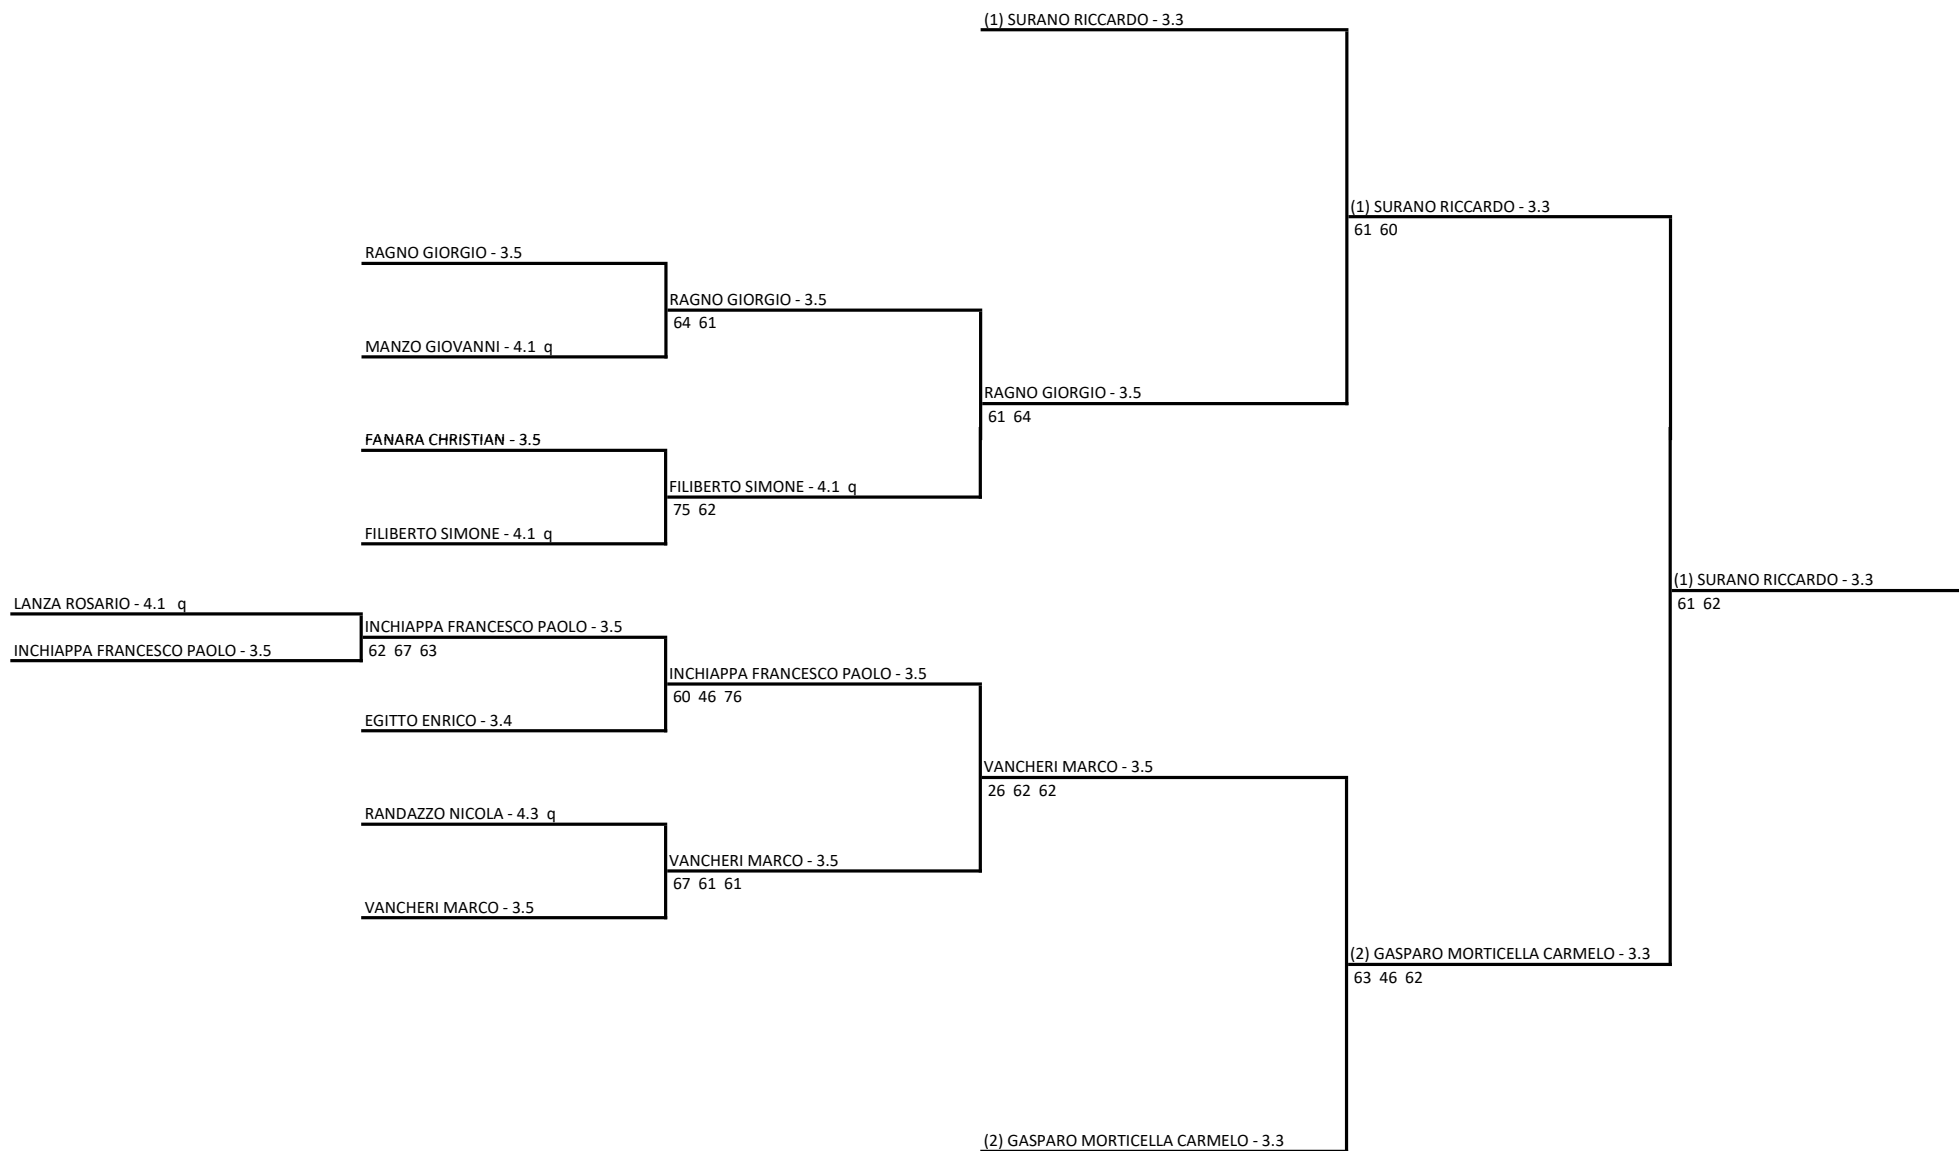 (1) SURANO RICCARDO - 3.3
(1) SURANO RICCARDO - 3.3
61 60
RAGNO GIORGIO - 3.5
RAGNO GIORGIO - 3.5
64 61
MANZO GIOVANNI - 4.1 q
RAGNO GIORGIO - 3.5
61 64
FANARA CHRISTIAN - 3.5
FILIBERTO SIMONE - 4.1 q
75 62
FILIBERTO SIMONE - 4.1 q
(1) SURANO RICCARDO - 3.3
61 62
LANZA ROSARIO - 4.1 q
INCHIAPPA FRANCESCO PAOLO - 3.5
62 67 63
INCHIAPPA FRANCESCO PAOLO - 3.5
INCHIAPPA FRANCESCO PAOLO - 3.5
60 46 76
EGITTO ENRICO - 3.4
VANCHERI MARCO - 3.5
26 62 62
RANDAZZO NICOLA - 4.3 q
VANCHERI MARCO - 3.5
67 61 61
VANCHERI MARCO - 3.5
(2) GASPARO MORTICELLA CARMELO - 3.3
63 46 62
(2) GASPARO MORTICELLA CARMELO - 3.3